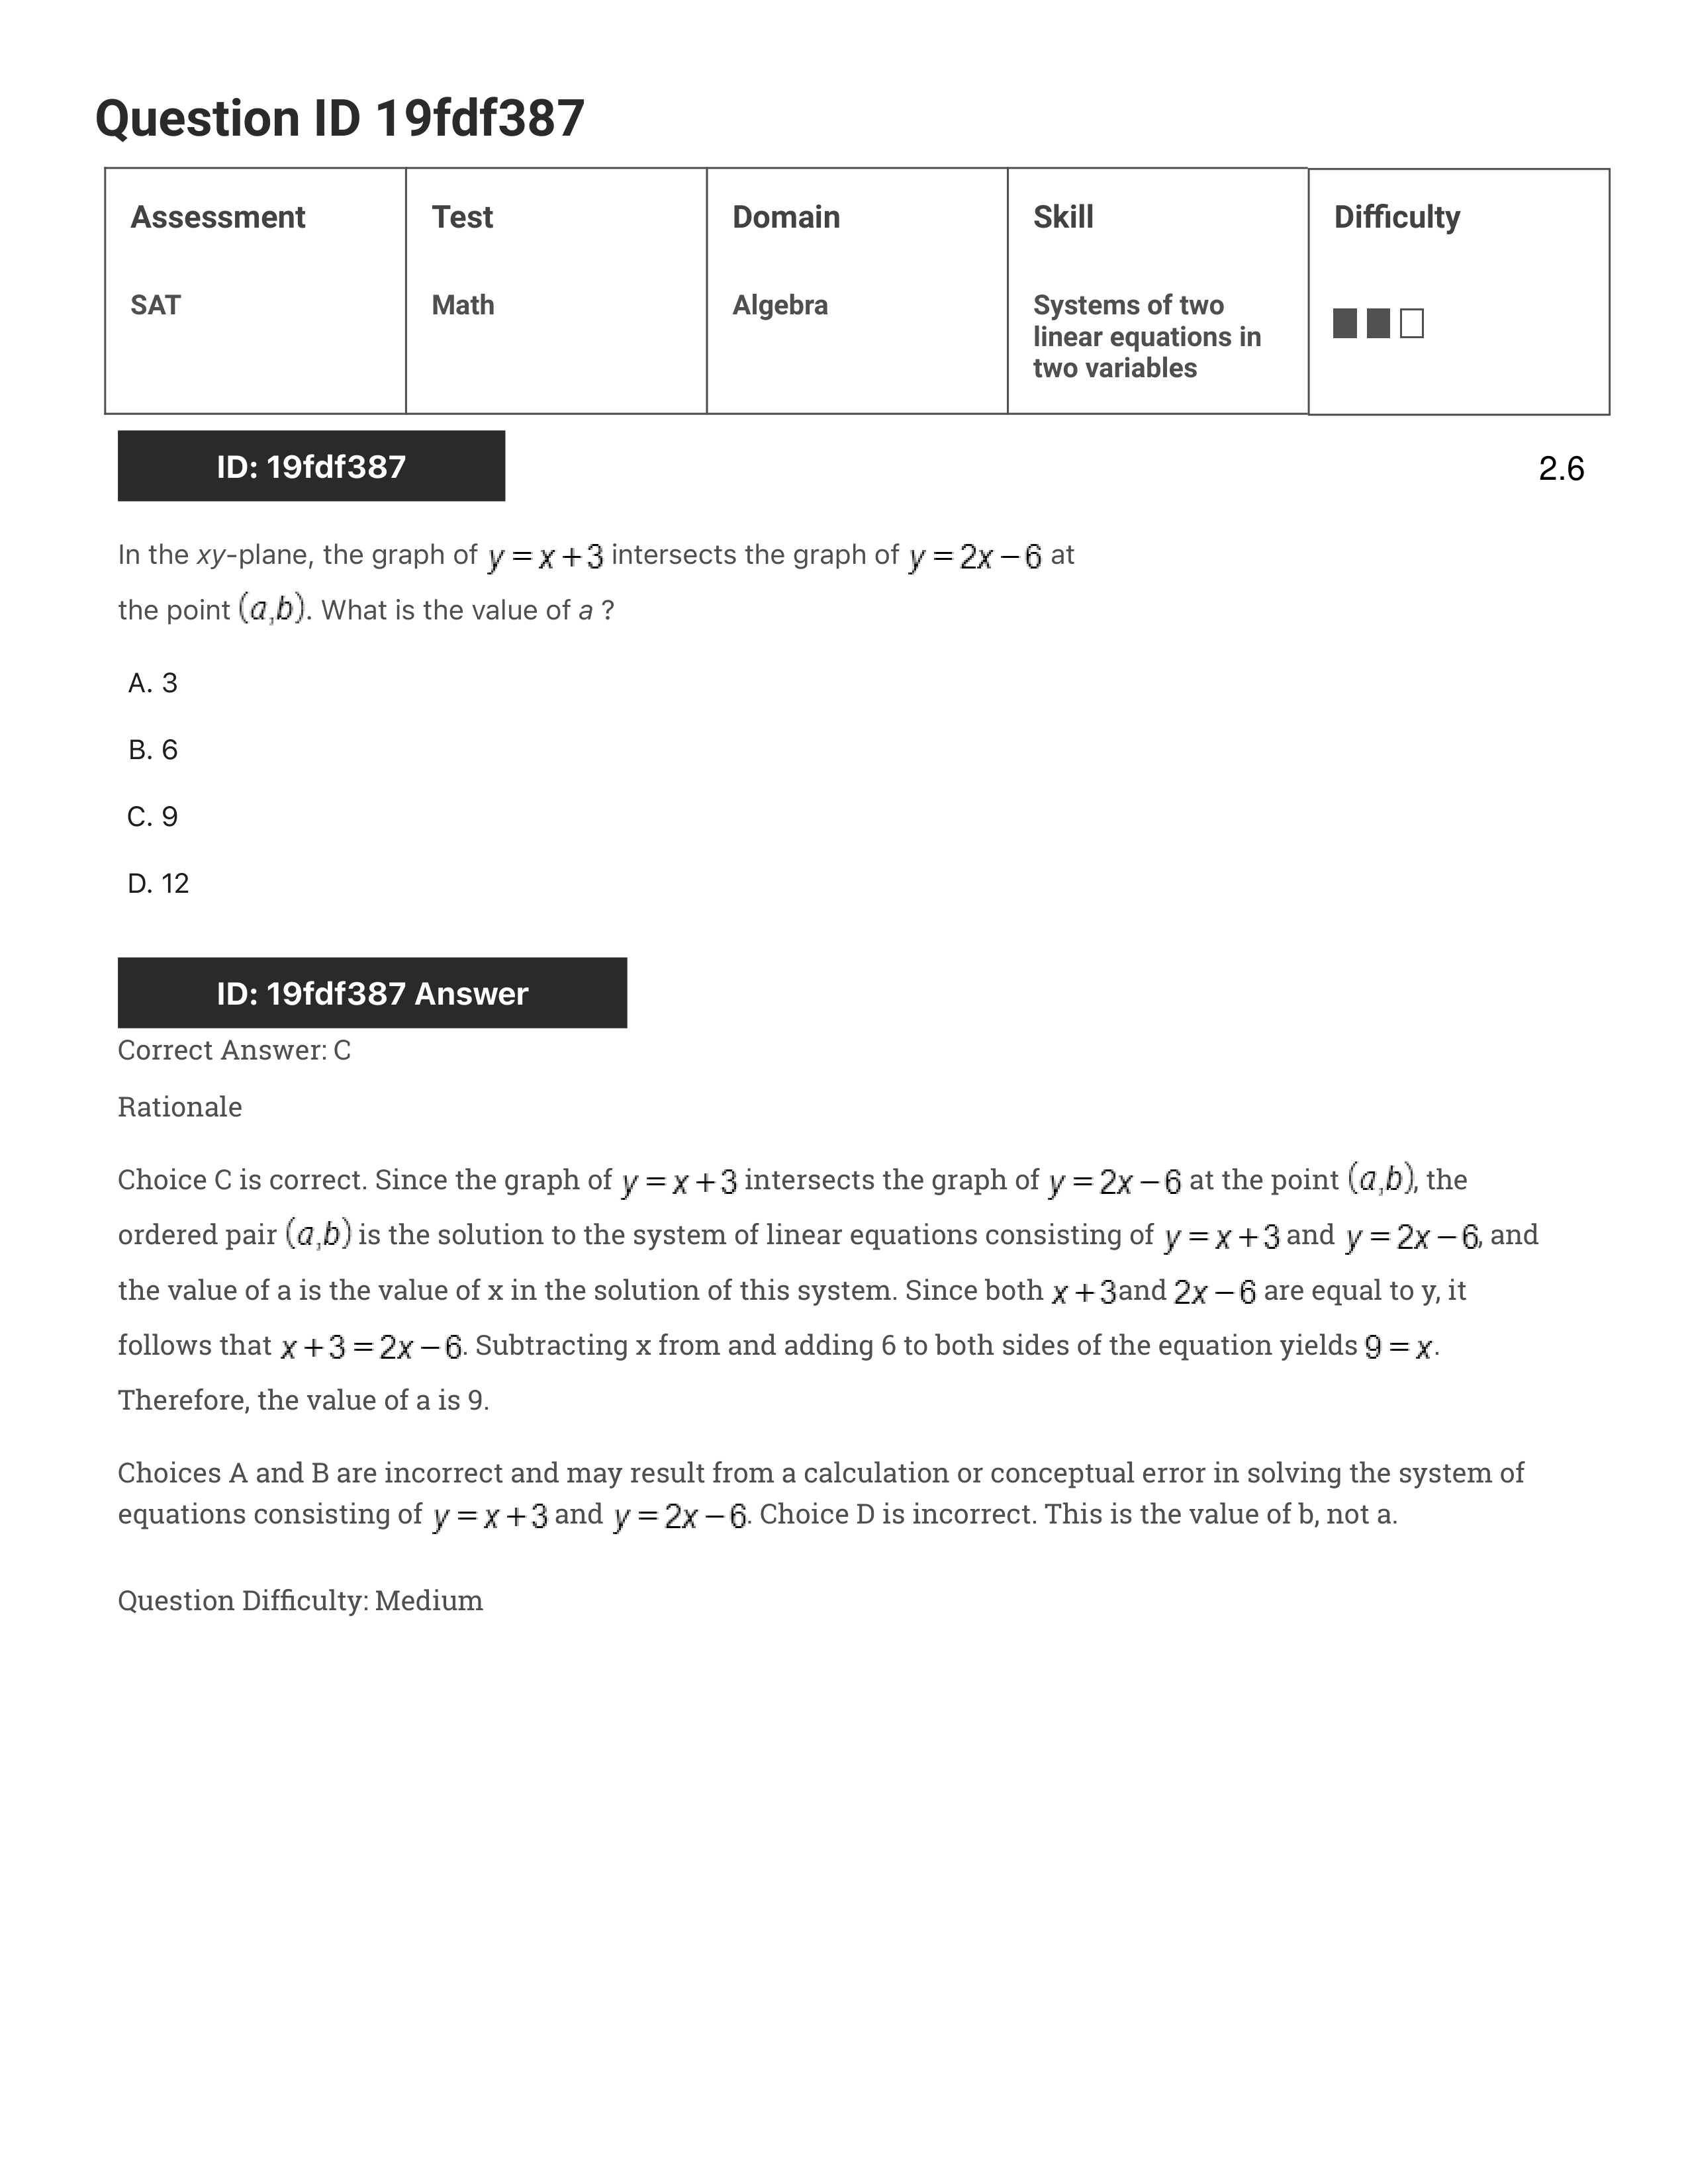 Question ID 19fdf387
Assessment Test Domain Skill Difficulty
SAT Math Algebra Systems of two
linear equations in
two variables
ID: 19fdf387
2.6
In the xy-plane, the graph of y = x + 3 intersects the graph of y = 2x − 6 at
the point (a,b). What is the value of a ?
A. 3
B. 6
C. 9
D. 12
ID: 19fdf387 Answer
Correct Answer: C
Rationale
Choice C is correct. Since the graph of y = x + 3 intersects the graph of y = 2x − 6 at the point (a,b), the
ordered pair (a,b) is the solution to the system of linear equations consisting of y = x + 3 and y = 2x − 6, and
the value of a is the value of x in the solution of this system. Since both x + 3 and 2x − 6 are equal to y, it
follows that x + 3 = 2x − 6. Subtracting x from and adding 6 to both sides of the equation yields 9 = x.
Therefore, the value of a is 9.
Choices A and B are incorrect and may result from a calculation or conceptual error in solving the system of
equations consisting of y = x + 3 and y = 2x − 6. Choice D is incorrect. This is the value of b, not a.
Question Difficulty: Medium